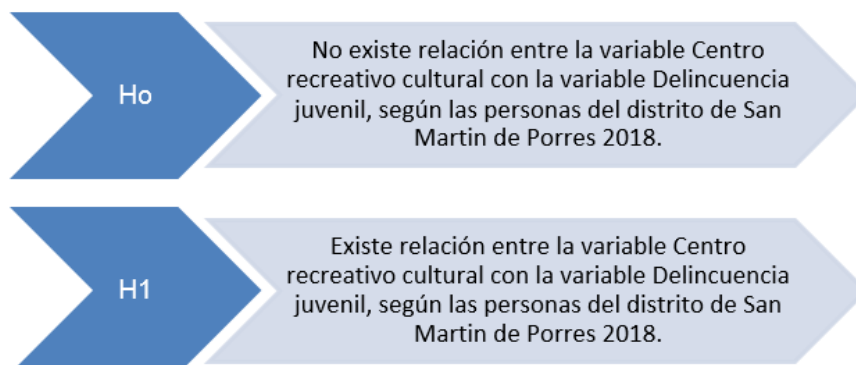 Ho
No existe relación entre la variable Centro
recreativo cultural con la variable Delincuencia
juvenil, según las personas del distrito de San
Martin de Porres 2018.
H1
Existe relación entre la variable Centro
recreativo cultural con la variable Delincuencia
juvenil, según las personas del distrito de San
Martin de Porres 2018.